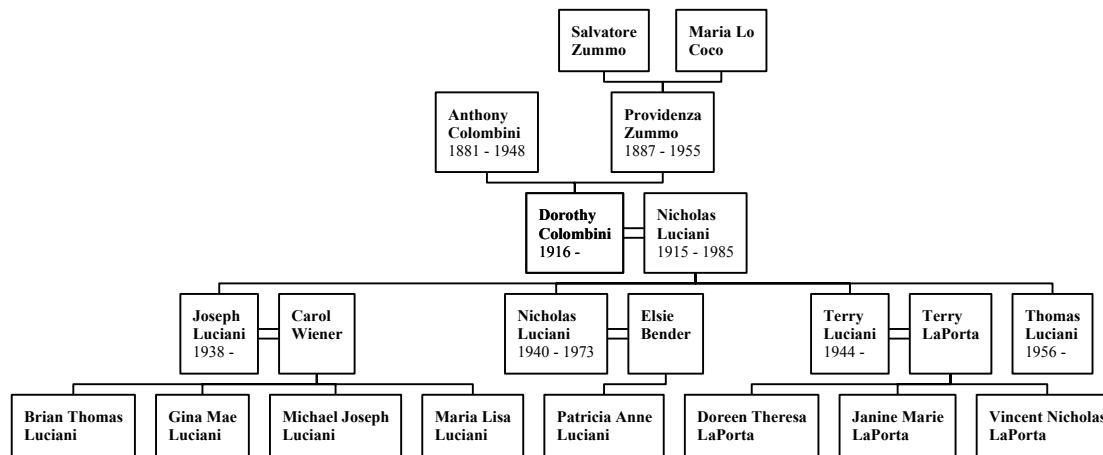 Salvatore
Zummo
Maria Lo
Coco
Anthony
Colombini
1881 - 1948
Providenza
Zummo
1887 - 1955
Dorothy
Colombini
1916 -
Nicholas
Luciani
1915 - 1985
Joseph
Luciani
1938 -
Carol
Wiener
Nicholas
Luciani
1940 - 1973
Elsie
Bender
Terry
Luciani
1944 -
Terry
LaPorta
Thomas
Luciani
1956 -
Brian Thomas
Luciani
Gina Mae
Luciani
Michael Joseph
Luciani
Maria Lisa
Luciani
Patricia Anne
Luciani
Doreen Theresa
LaPorta
Janine Marie
LaPorta
Vincent Nicholas
LaPorta